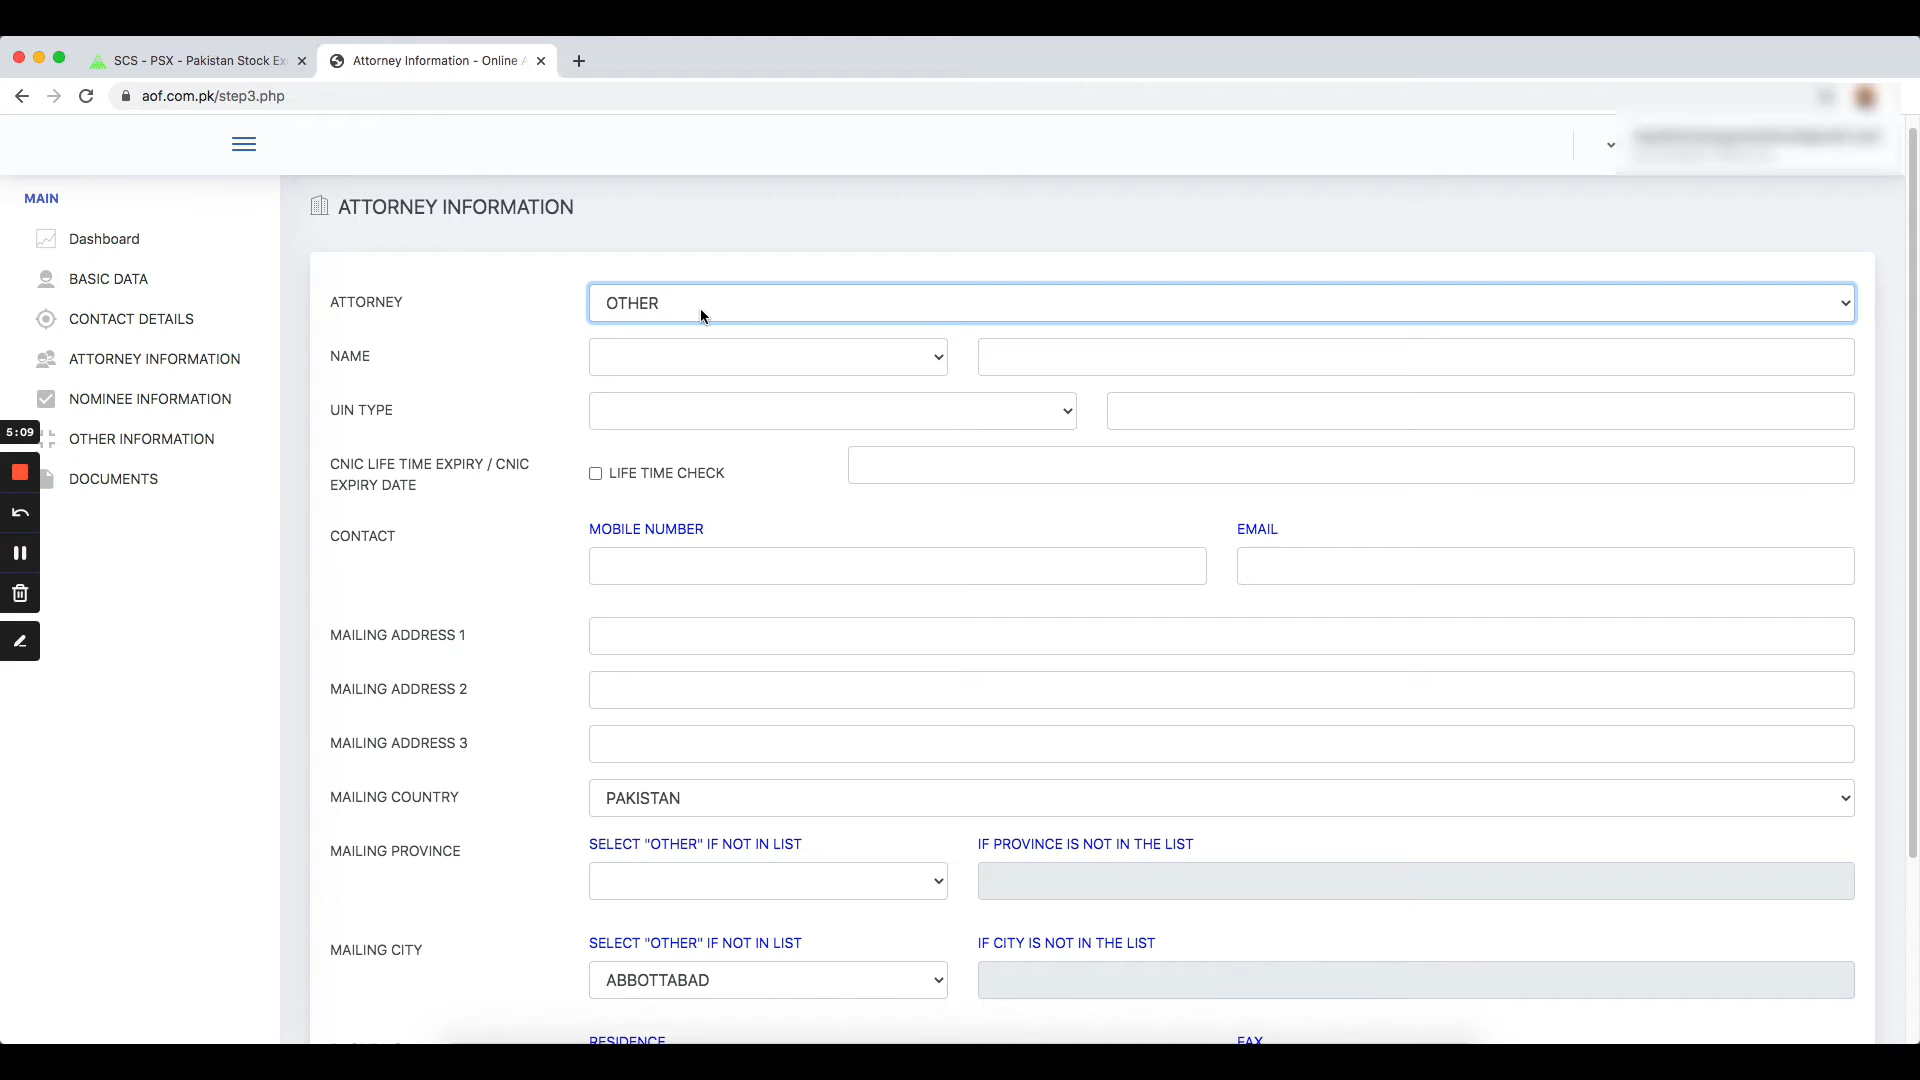 SCS - PSX - Pakistan Stock Ex
Attorney Information - Online A
aof.com.pk/step3.php
MAIN
Dashboard
BASIC DATA
CONTACT DETAILS
ATTORNEY INFORMATION
NOMINEE INFORMATION
OTHER INFORMATION
DOCUMENTS
5:09
ATTORNEY INFORMATION
ATTORNEY
OTHER
NAME
UIN TYPE
CNIC LIFE TIME EXPIRY / CNIC
EXPIRY DATE
LIFE TIME CHECK
CONTACT
MOBILE NUMBER
EMAIL
MAILING ADDRESS 1
MAILING ADDRESS 2
MAILING ADDRESS 3
MAILING COUNTRY
PAKISTAN
MAILING PROVINCE
SELECT "OTHER" IF NOT IN LIST
IF PROVINCE IS NOT IN THE LIST
MAILING CITY
SELECT "OTHER" IF NOT IN LIST
IF CITY IS NOT IN THE LIST
ABBOTTABAD
RESIDENCE
FAX